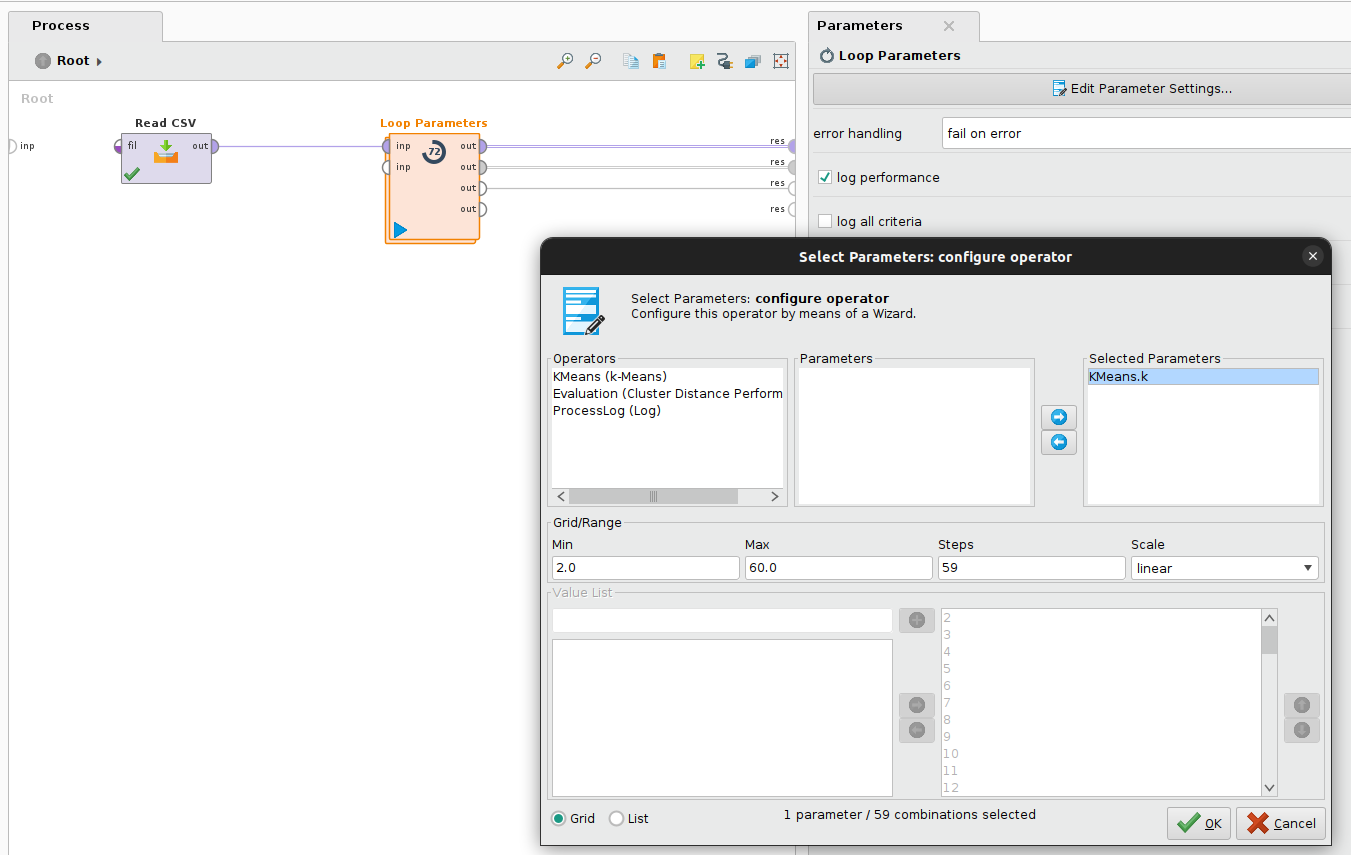 Process
Root
Root
inp
Read CSV
fil
out
Loop Parameters
inp
inp
72
out
out
out
out
res
res
res
res
Parameters
Loop Parameters
Edit Parameter Settings...
error handling
fail on error
log performance
log all criteria
Select Parameters: configure operator
Select Parameters: configure operator
Configure this operator by means of a Wizard.
Operators
KMeans (k-Means)
Evaluation (Cluster Distance Perform
ProcessLog (Log)
Parameters
Selected Parameters
KMeans.k
Grid/Range
Min
Max
Steps
Scale
2.0
60.0
59
linear
Value List
2
3
4
5
6
7
8
9
10
11
12
Grid
List
1 parameter / 59 combinations selected
OK
Cancel